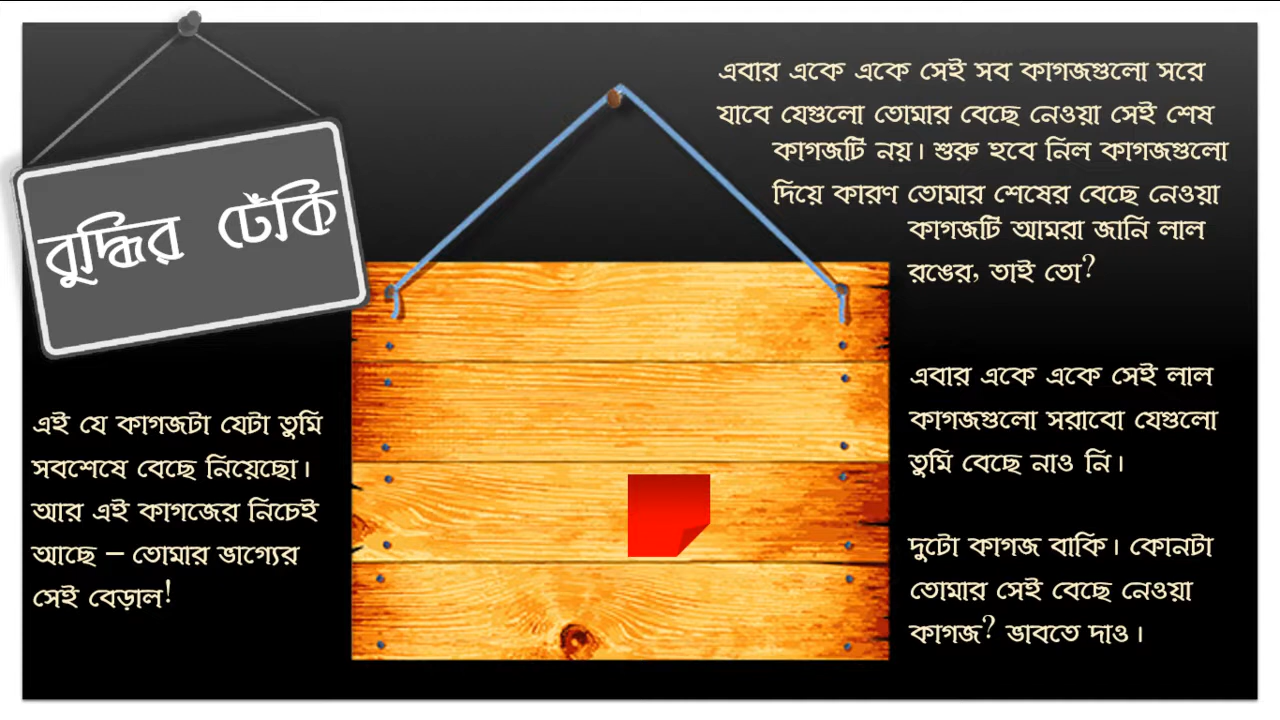 বুদ্ধির ঢেঁকি
এবার একে একে সেই সব কাগজগুলো সরে
যাবে যেগুলো তোমার বেছে নেওয়া সেই শেষ
কাগজটি নয়। শুরু হবে নিল কাগজগুলো
দিয়ে কারণ তোমার শেষের বেছে নেওয়া
কাগজটি আমরা জানি লাল
রঙের, তাই তো?
এবার একে একে সেই লাল
কাগজগুলো সরাবো যেগুলো
তুমি বেছে নাও নি।
দুটো কাগজ বাকি। কোনটা
তোমার সেই বেছে নেওয়া
কাগজ? ভাবতে দাও।
এই যে কাগজটা যেটা তুমি
সবশেষে বেছে নিয়েছো।
আর এই কাগজের নিচেই
আছে – তোমার ভাগ্যের
সেই বেড়াল!